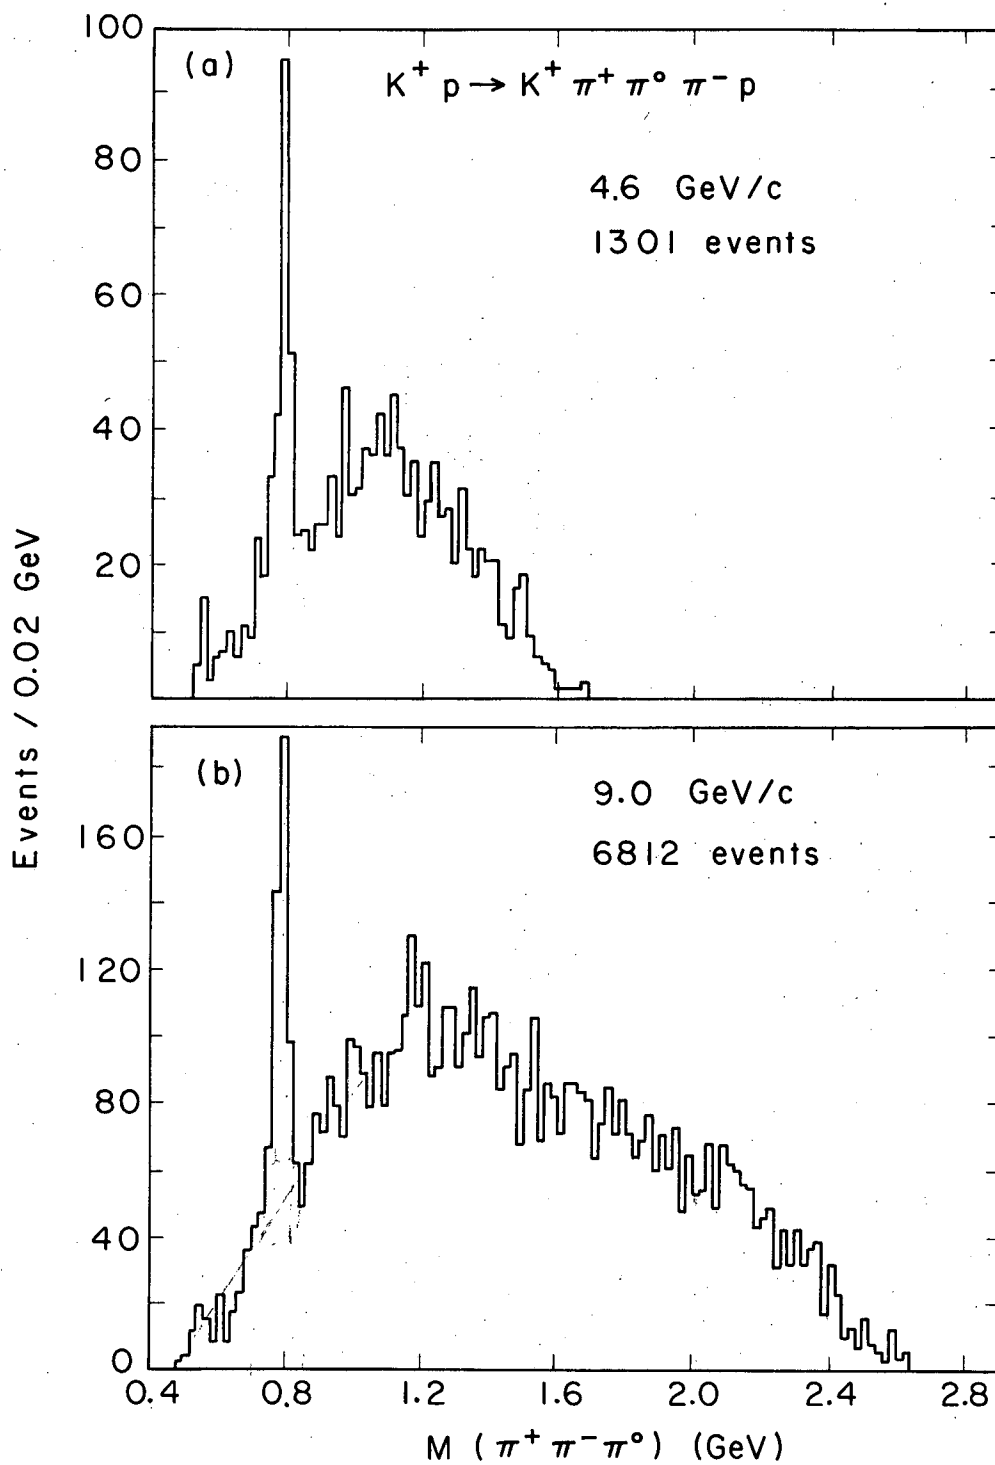 100
(a)
K⁺ p → K⁺ π⁺ π⁰ π⁻ p
80
4.6 GeV/c
1301 events
60
40
20
Events / 0.02 GeV
(b)
9.0 GeV/c
160
6812 events
120
80
40
0
0.4 0.8 1.2 1.6 2.0 2.4 2.8
M (π⁺ π⁻ π⁰) (GeV)